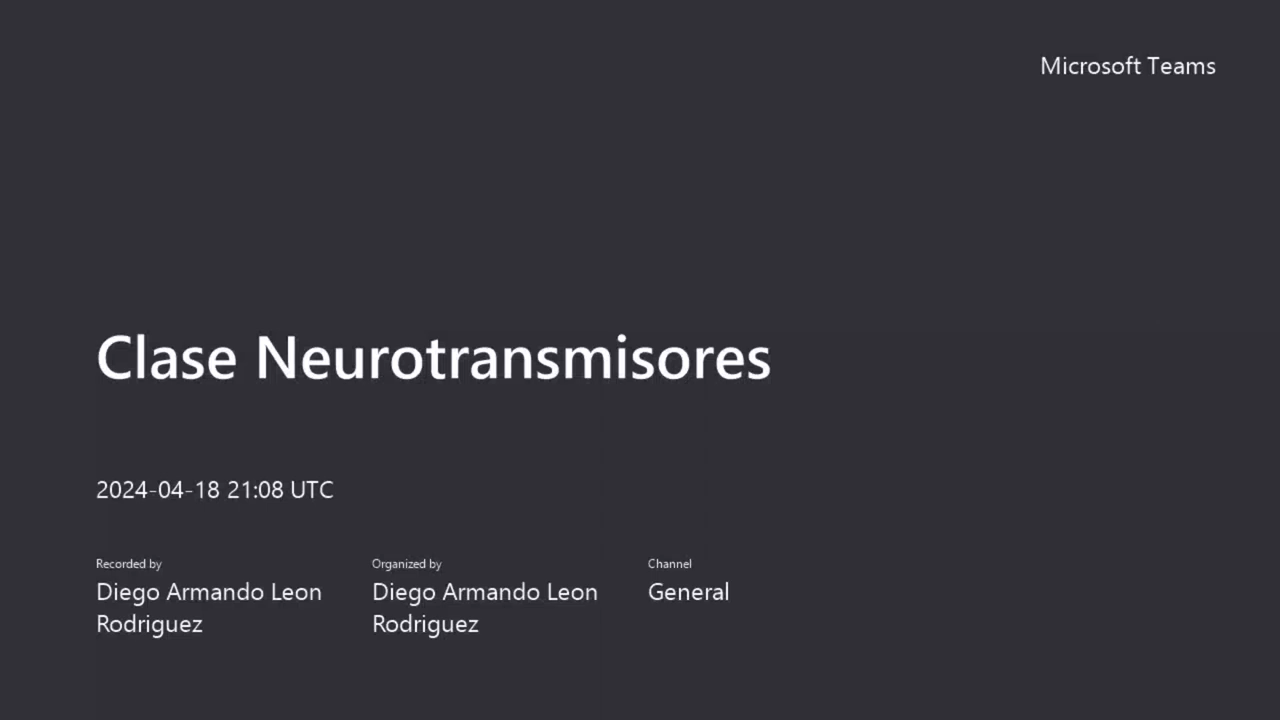 Microsoft Teams
Clase Neurotransmisores
2024-04-18 21:08 UTC
Recorded by
Diego Armando Leon
Rodriguez
Organized by
Diego Armando Leon
Rodriguez
Channel
General